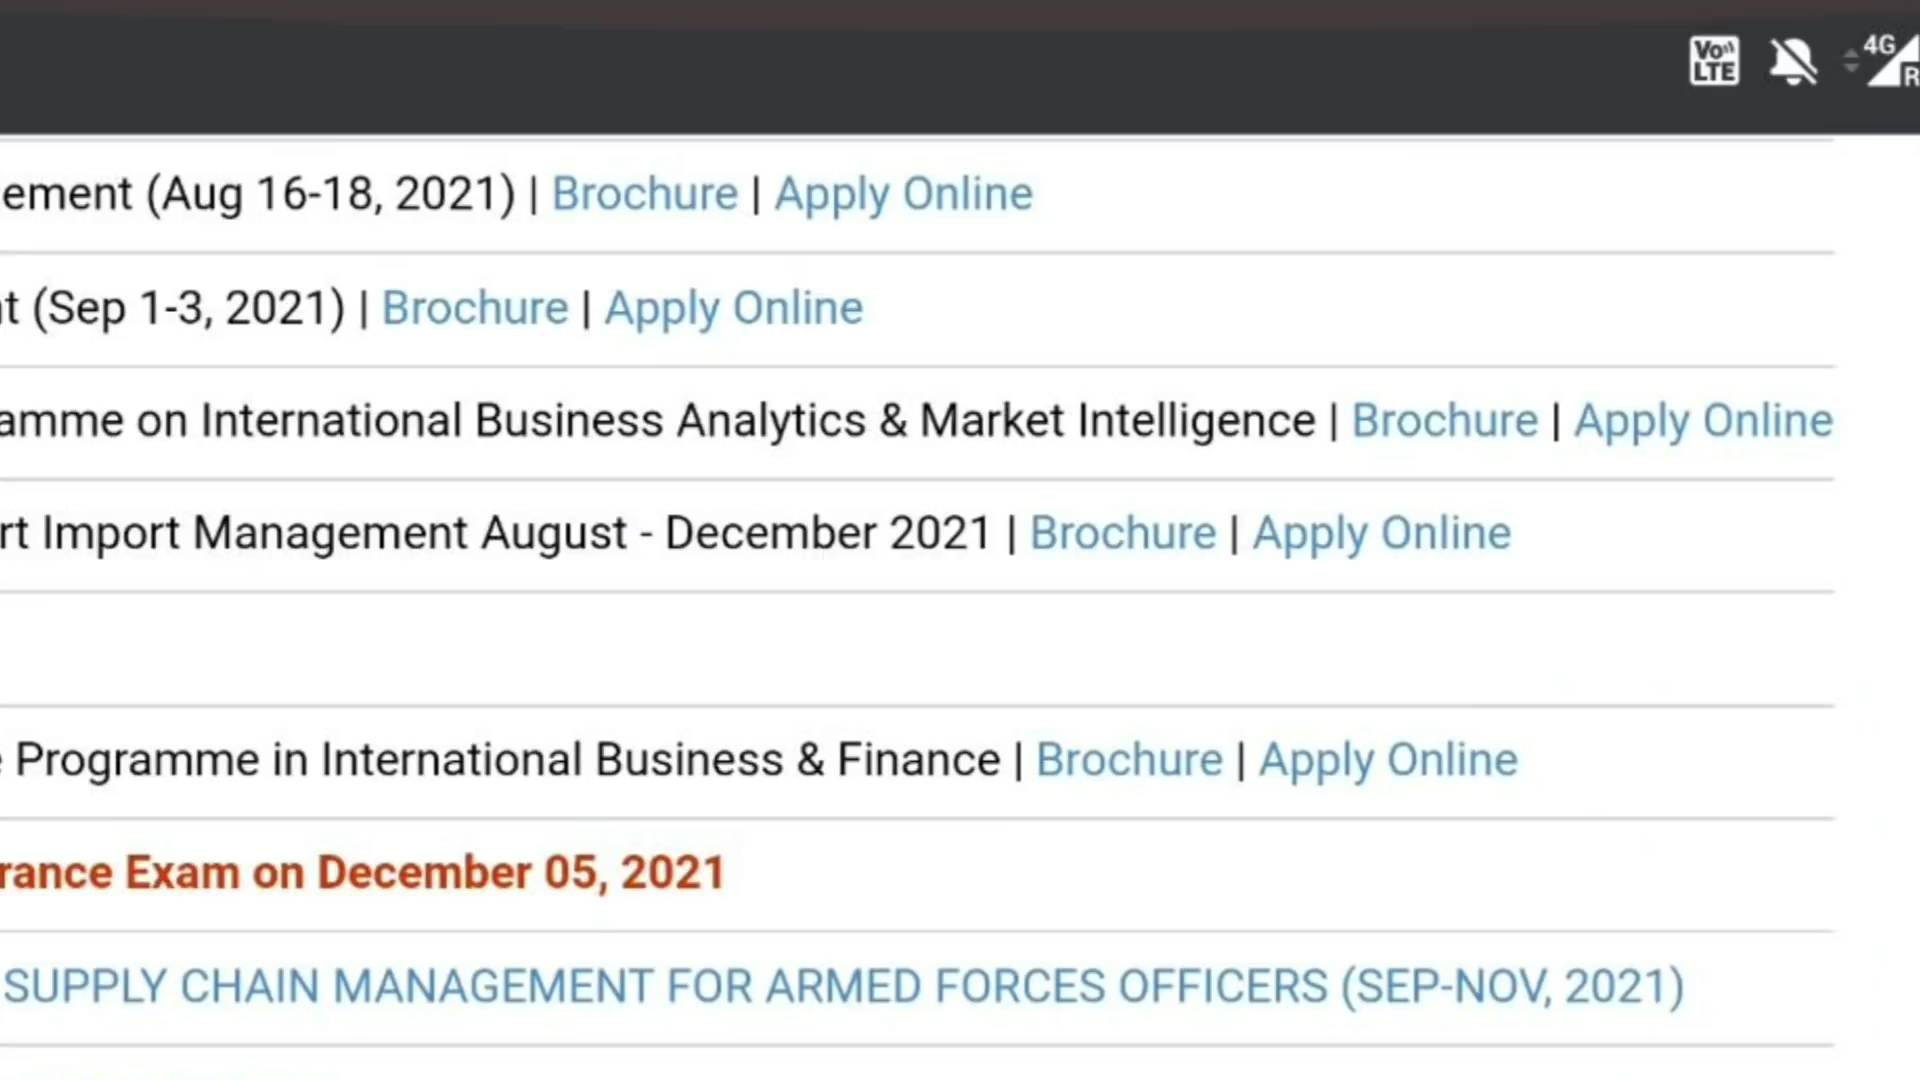 VoLTE
4G
R
ement (Aug 16-18, 2021) | Brochure | Apply Online
t (Sep 1-3, 2021) | Brochure | Apply Online
amme on International Business Analytics & Market Intelligence | Brochure | Apply Online
rt Import Management August - December 2021 | Brochure | Apply Online
Programme in International Business & Finance | Brochure | Apply Online
rance Exam on December 05, 2021
SUPPLY CHAIN MANAGEMENT FOR ARMED FORCES OFFICERS (SEP-NOV, 2021)